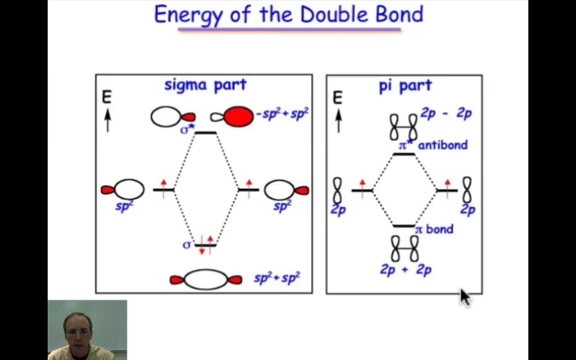 Energy of the Double Bond
sigma part
E
-sp²+sp²
σ*
sp²
sp²
σ
sp²+sp²
pi part
E
2p - 2p
π* antibond
2p
2p
π bond
2p + 2p